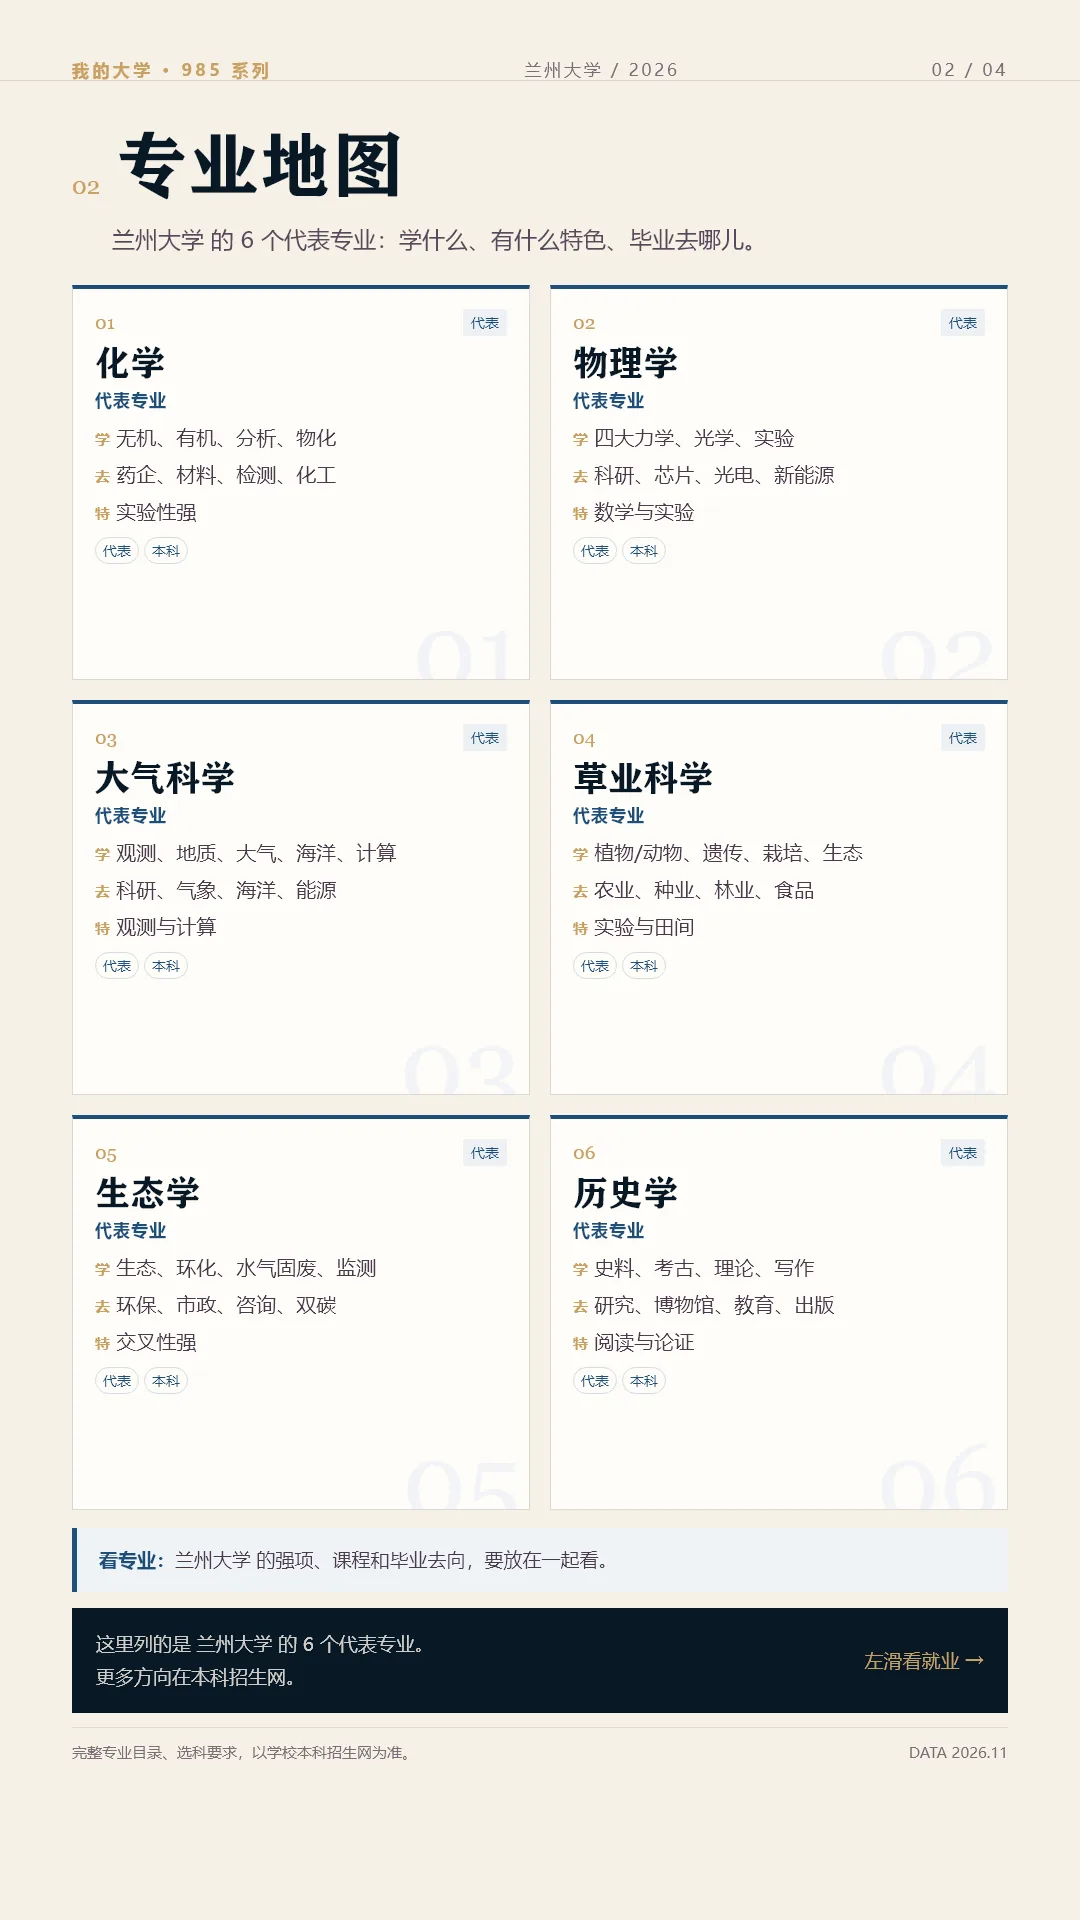 我的大学 · 985 系列
兰州大学 / 2026
02 / 04
02 专业地图
兰州大学 的 6 个代表专业：学什么、有什么特色、毕业去哪儿。
01
代表
化学
代表专业
学 无机、有机、分析、物化
去 药企、材料、检测、化工
特 实验性强
代表 本科
01
02
代表
物理学
代表专业
学 四大力学、光学、实验
去 科研、芯片、光电、新能源
特 数学与实验
代表 本科
02
03
代表
大气科学
代表专业
学 观测、地质、大气、海洋、计算
去 科研、气象、海洋、能源
特 观测与计算
代表 本科
03
04
代表
草业科学
代表专业
学 植物/动物、遗传、栽培、生态
去 农业、种业、林业、食品
特 实验与田间
代表 本科
04
05
代表
生态学
代表专业
学 生态、环化、水气固废、监测
去 环保、市政、咨询、双碳
特 交叉性强
代表 本科
05
06
代表
历史学
代表专业
学 史料、考古、理论、写作
去 研究、博物馆、教育、出版
特 阅读与论证
代表 本科
06
看专业：兰州大学 的强项、课程和毕业去向，要放在一起看。
这里列的是 兰州大学 的 6 个代表专业。
更多方向在本科招生网。
左滑看就业 →
完整专业目录、选科要求，以学校本科招生网为准。
DATA 2026.11